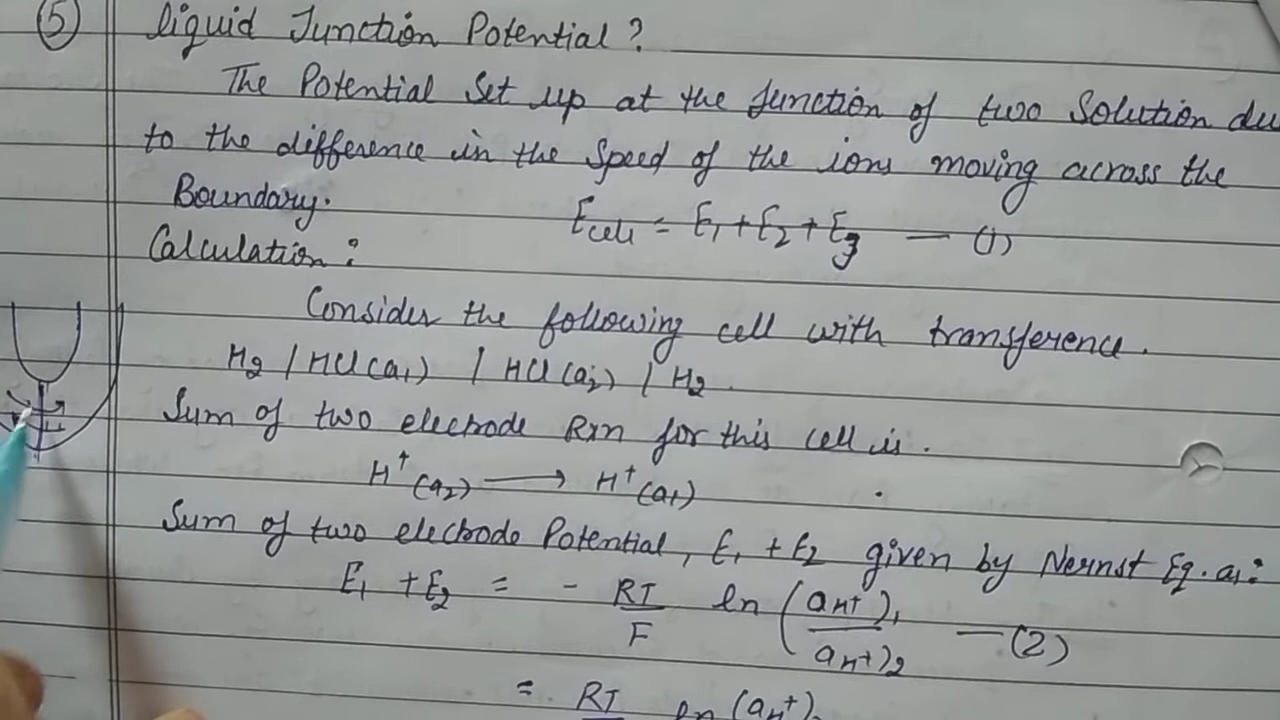 (5) Liquid Junction Potential?
The Potential Set up at the Junction of two Solution du
to the difference in the Speed of the ions moving across the
Boundary.
Ecell = E₁ + E₂ + E₃ — (1)
Calculation:
Consider the following cell with transference.
H₂ / HCl (a₁) / HCl (a₂) / H₂.
Sum of two electrode Rxn for this cell is.
H⁺(a₂) ⟶ H⁺(a₁)
Sum of two electrode Potential, E₁ + E₂ given by Nernst Eq. as:
E₁ + E₂ = - RT/F ln (aH⁺)₁/(aH⁺)₂ — (2)
= RT ln (aH⁺)